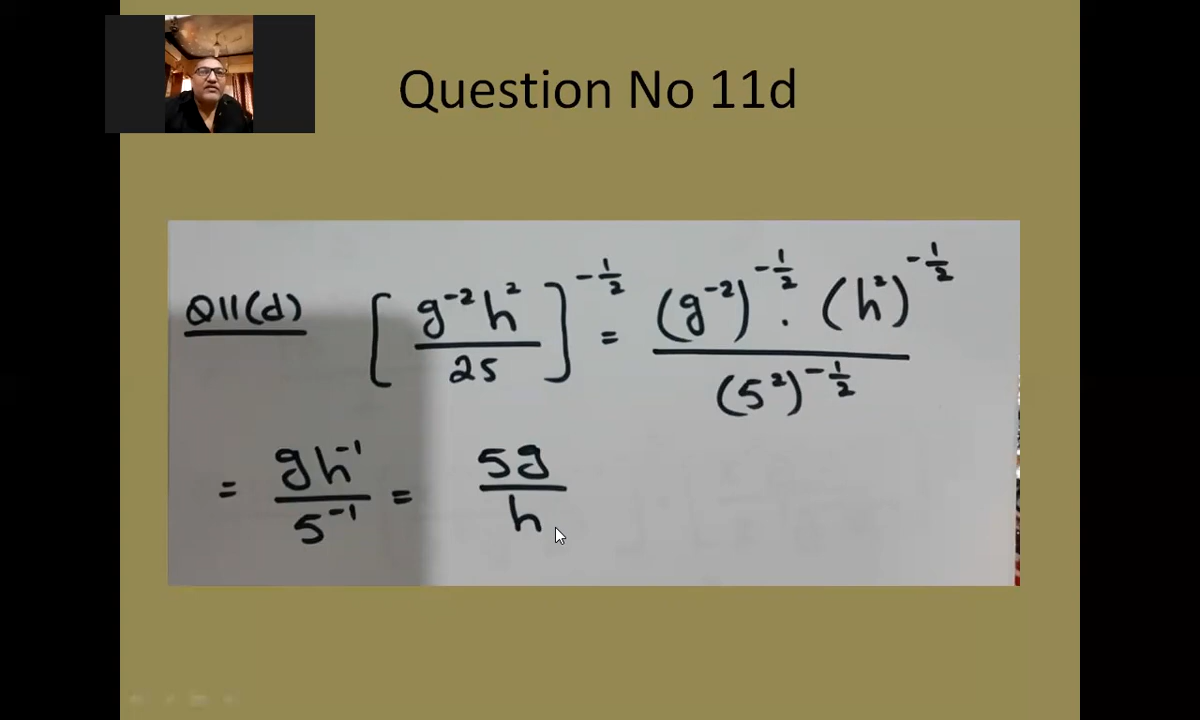 Question No 11d
Q11(d) [g⁻²h²/25]^(-1/2) = (g⁻²)^(-1/2) . (h²)^(-1/2) / (5²)^(-1/2)
= gh⁻¹/5⁻¹ = 5g/h